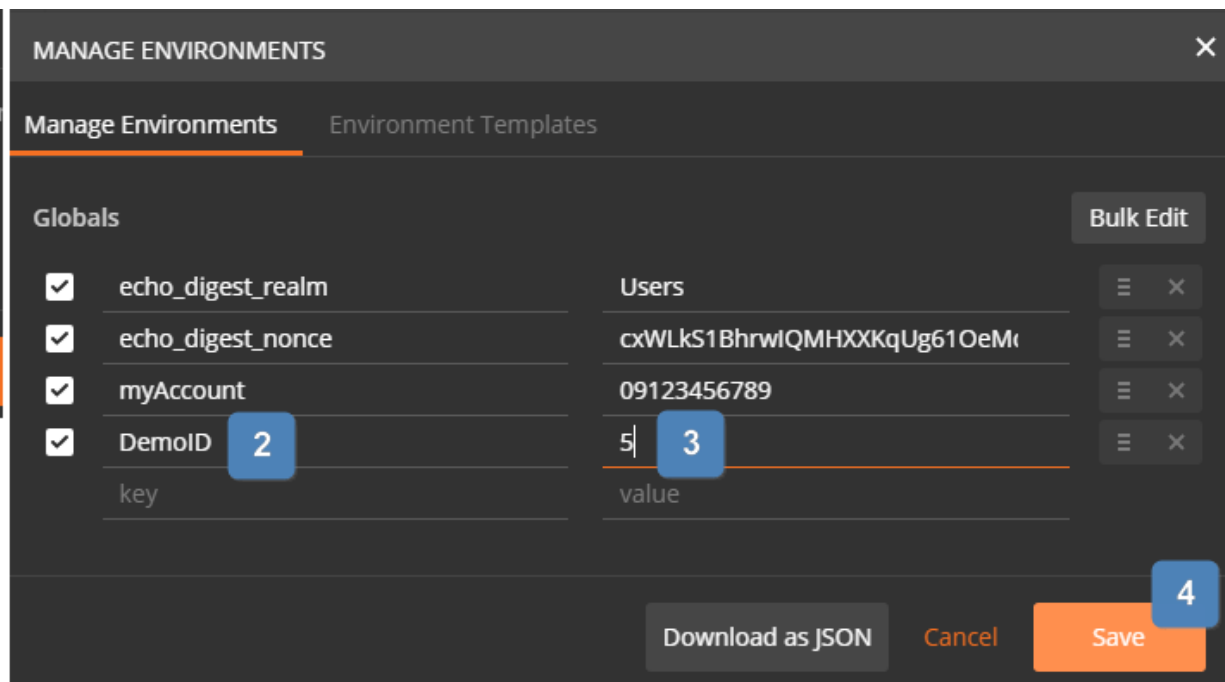 MANAGE ENVIRONMENTS
Manage Environments Environment Templates
Globals Bulk Edit
echo_digest_realm Users
echo_digest_nonce
myAccount 09123456789
DemoID 2 5 3
key value
4
Download as JSON Cancel Save